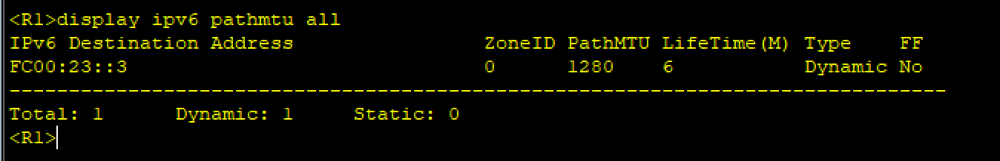 <R1>display ipv6 pathmtu all
IPv6 Destination Address                ZoneID PathMTU LifeTime(M) Type    FF
FC00:23::3                              0      1280    6           Dynamic No
-------------------------------------------------------------------------------
Total: 1      Dynamic: 1     Static: 0
<R1>